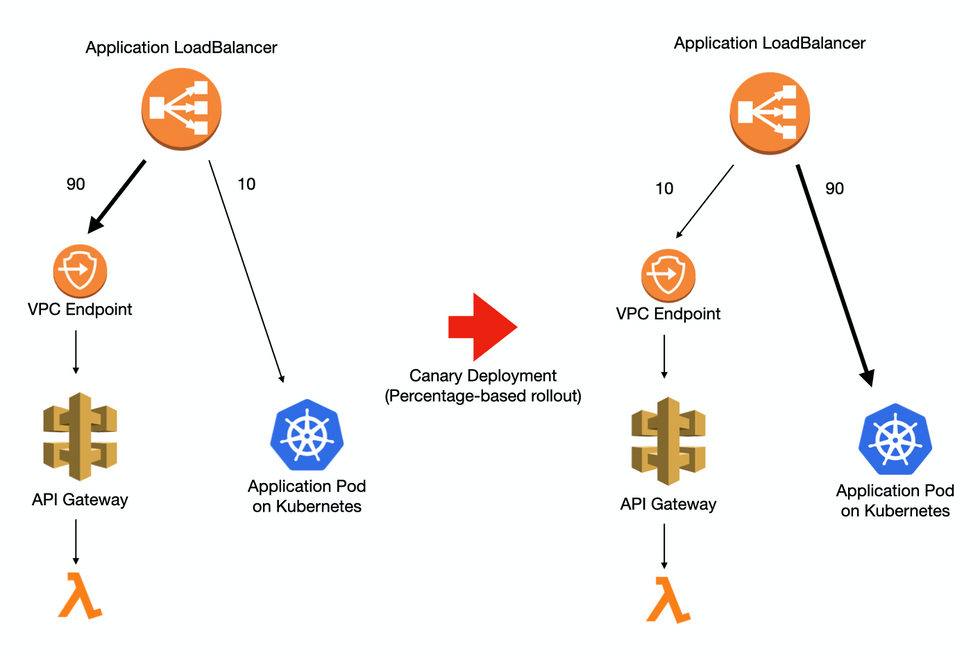 Application LoadBalancer
90
10
VPC Endpoint
API Gateway
Application Pod
on Kubernetes
Canary Deployment
(Percentage-based rollout)
Application LoadBalancer
10
90
VPC Endpoint
API Gateway
Application Pod
on Kubernetes